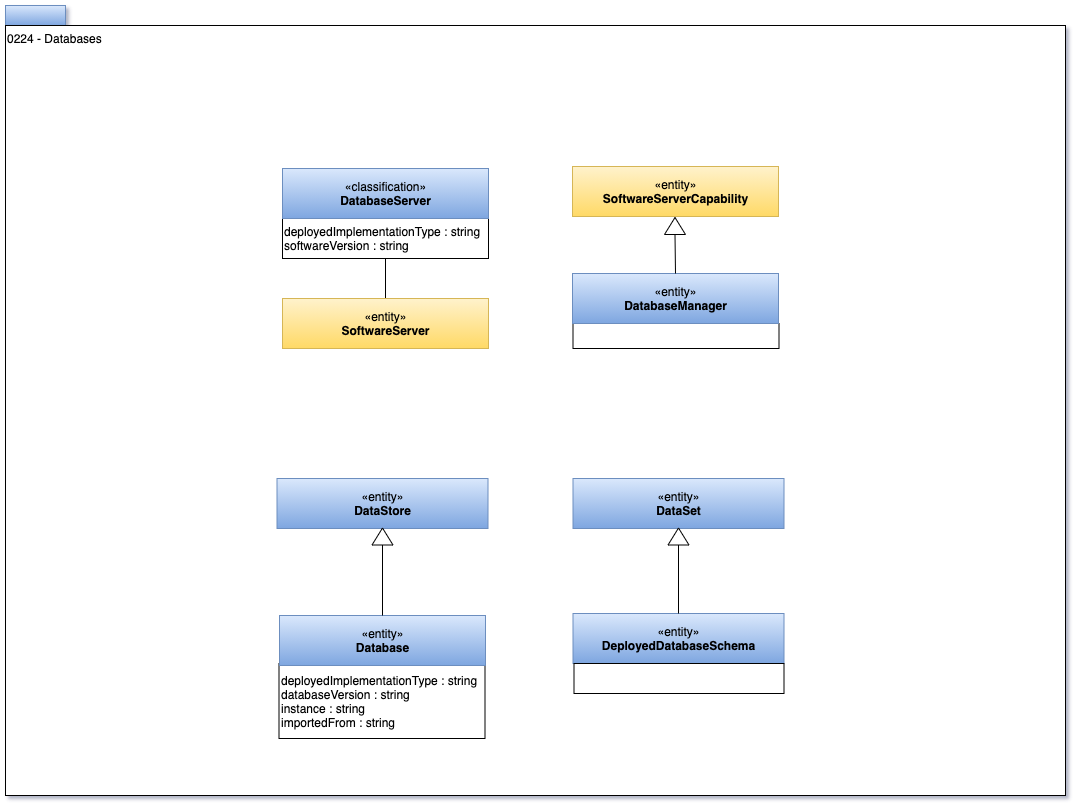 0224 - Databases
«classification»
DatabaseServer
deployedImplementationType : string
softwareVersion : string
«entity»
SoftwareServer
«entity»
SoftwareServerCapability
«entity»
DatabaseManager
«entity»
DataStore
«entity»
Database
deployedImplementationType : string
databaseVersion : string
instance : string
importedFrom : string
«entity»
DataSet
«entity»
DeployedDatabaseSchema